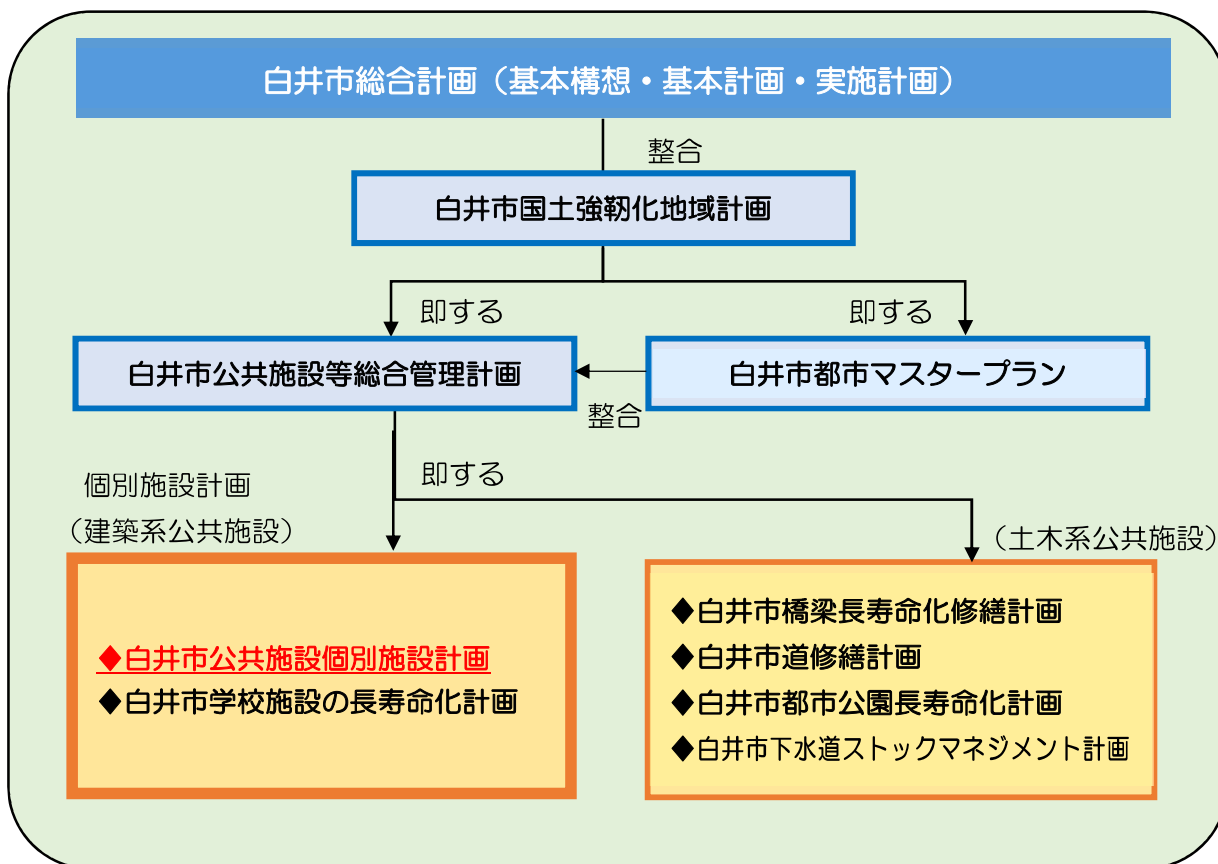 白井市総合計画（基本構想・基本計画・実施計画）
整合
白井市国土強靭化地域計画
即する
即する
白井市公共施設等総合管理計画
白井市都市マスタープラン
整合
即する
個別施設計画
（建築系公共施設）
（土木系公共施設）
◆白井市公共施設個別施設計画
◆白井市学校施設の長寿命化計画
◆白井市橋梁長寿命化修繕計画
◆白井市道修繕計画
◆白井市都市公園長寿命化計画
◆白井市下水道ストックマネジメント計画